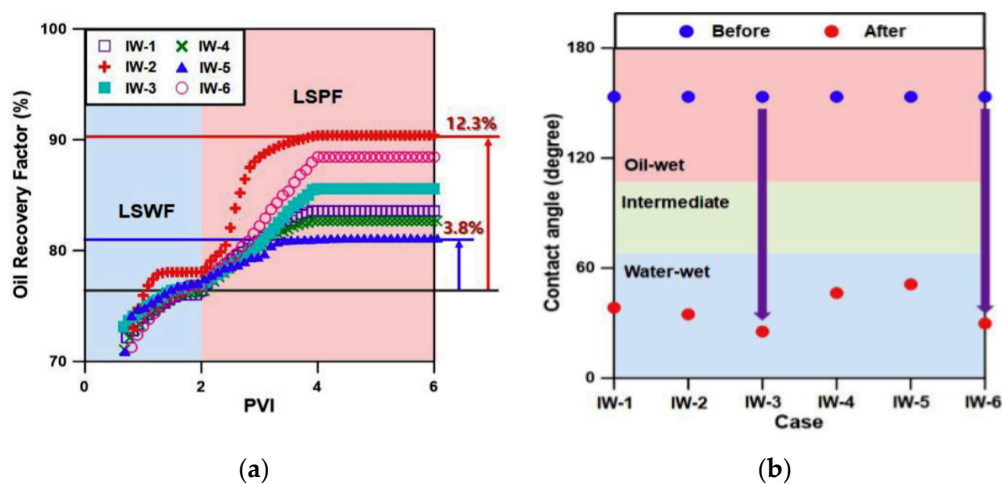 100
IW-1 IW-4
IW-2 IW-5
IW-3 IW-6
LSPF
12.3%
90
LSWF
3.8%
80
70
Oil Recovery Factor (%)
0 2 4 6
PVI
(a)
Before After
180
120
Oil-wet
Intermediate
Water-wet
60
0
Contact angle (degree)
IW-1 IW-2 IW-3 IW-4 IW-5 IW-6
Case
(b)